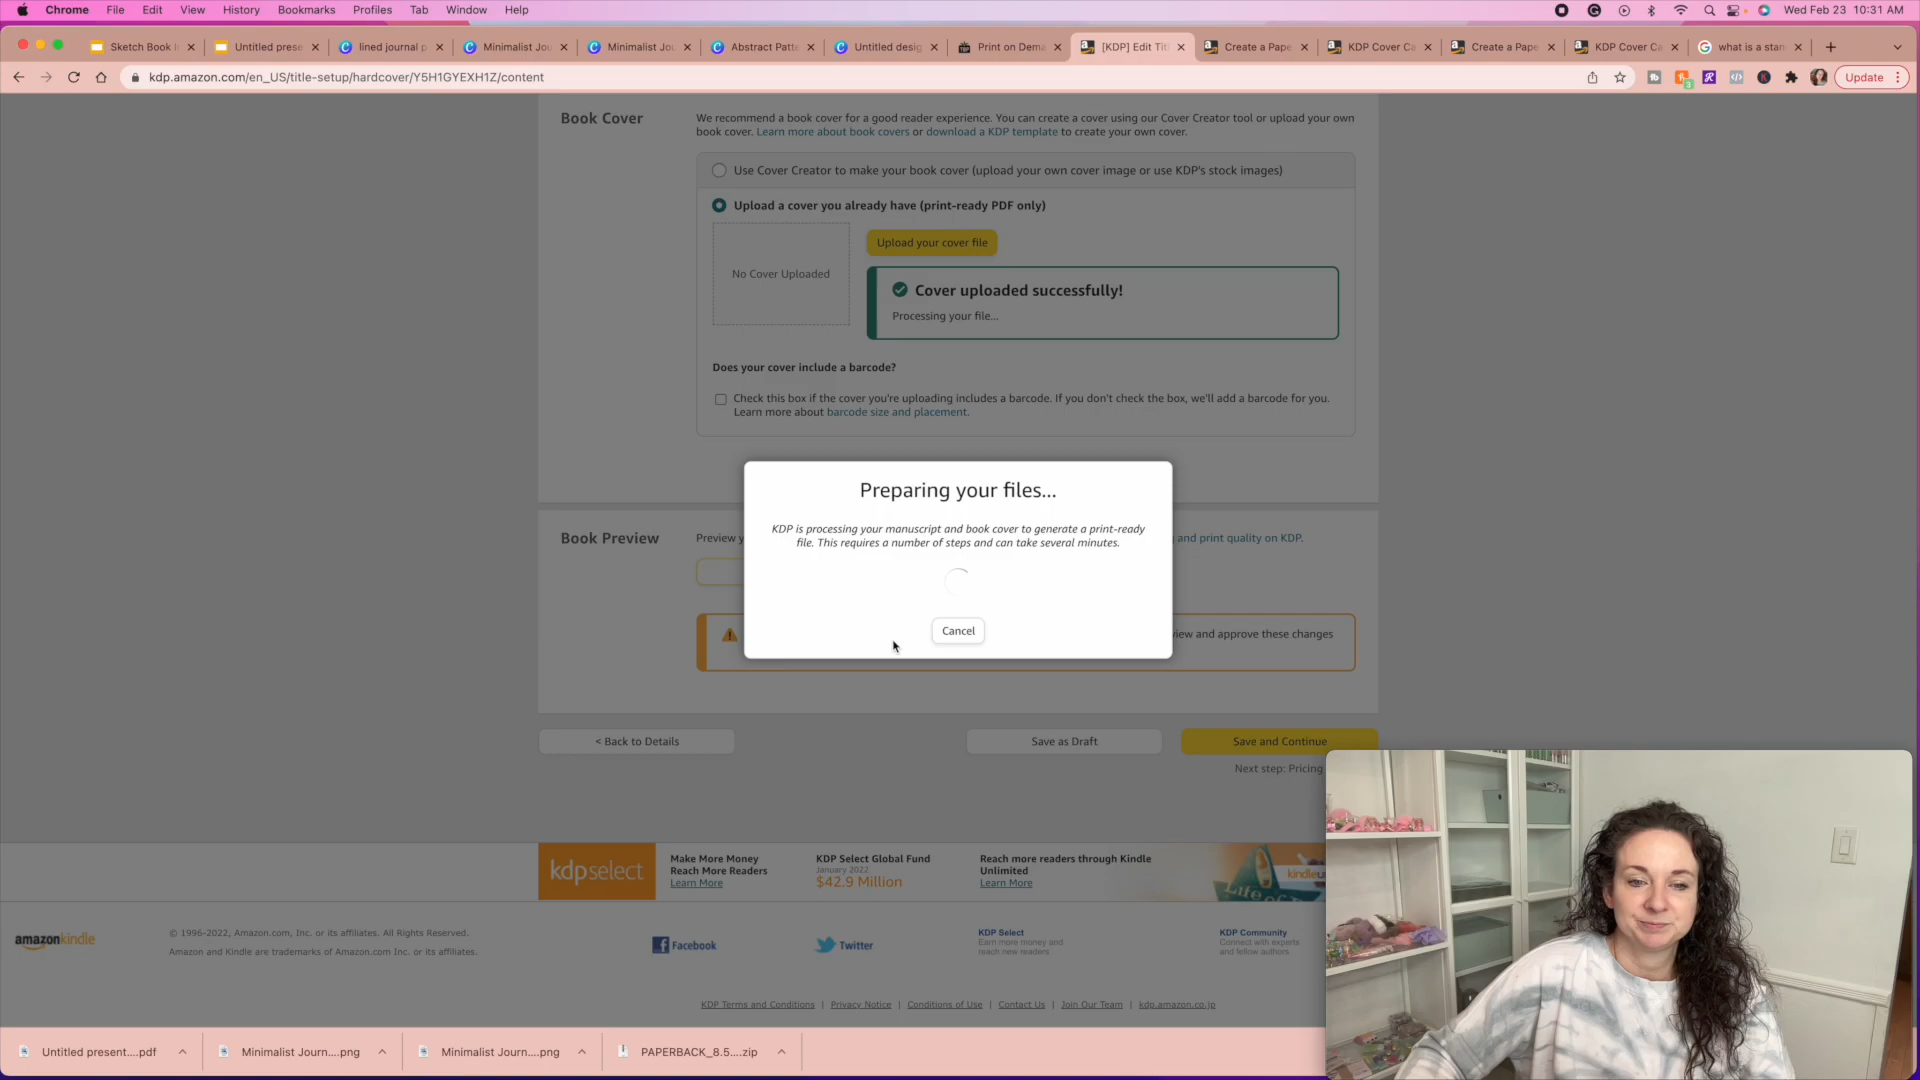 Chrome File Edit View History Bookmarks Profiles Tab Window Help Wed Feb 23 10:31 AM
Sketch Book Untitled prese lined journal p Minimalist Jou Minimalist Jo Abstract Patt Untitled desig Print on Dema [KDP] Edit Tit Create a Pape KDP Cover Ca Create a Pape KDP Cover Ca what is a stan
kdp.amazon.com/en_US/title-setup/hardcover/Y5H1GYEXH1Z/content Update
Book Cover
We recommend a book cover for a good reader experience. You can create a cover using our Cover Creator tool or upload your own
book cover. Learn more about book covers or download a KDP template to create your own cover.
Use Cover Creator to make your book cover (upload your own cover image or use KDP's stock images)
Upload a cover you already have (print-ready PDF only)
Upload your cover file
No Cover Uploaded
Cover uploaded successfully!
Processing your file...
Does your cover include a barcode?
Check this box if the cover you're uploading includes a barcode. If you don't check the box, we'll add a barcode for you.
Learn more about barcode size and placement.
Preparing your files...
KDP is processing your manuscript and book cover to generate a print-ready
file. This requires a number of steps and can take several minutes.
Cancel
Book Preview
Preview y
and print quality on KDP.
view and approve these changes
< Back to Details
Save as Draft
Save and Continue
Next step: Pricing
kdpselect
Make More Money
Reach More Readers
Learn More
KDP Select Global Fund
January 2022
$42.9 Million
Reach more readers through Kindle
Unlimited
Learn More
Life of
kindleu
amazonkindle
© 1996-2022, Amazon.com, Inc. or its affiliates. All Rights Reserved.
Amazon and Kindle are trademarks of Amazon.com Inc. or its affiliates.
Facebook
Twitter
KDP Select
Earn more money and
reach new readers
KDP Community
Connect with experts
and fellow authors
KDP Terms and Conditions | Privacy Notice | Conditions of Use | Contact Us | Join Our Team | kdp.amazon.co.jp
Untitled present....pdf
Minimalist Journ....png
Minimalist Journ....png
PAPERBACK_8.5....zip